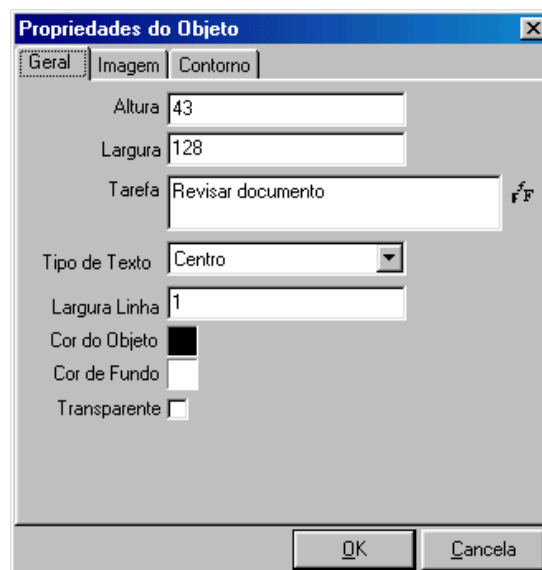 Propriedades do Objeto
Geral Imagem Contorno
Altura 43
Largura 128
Tarefa Revisar documento
Tipo de Texto Centro
Largura Linha 1
Cor do Objeto
Cor de Fundo
Transparente
OK Cancela